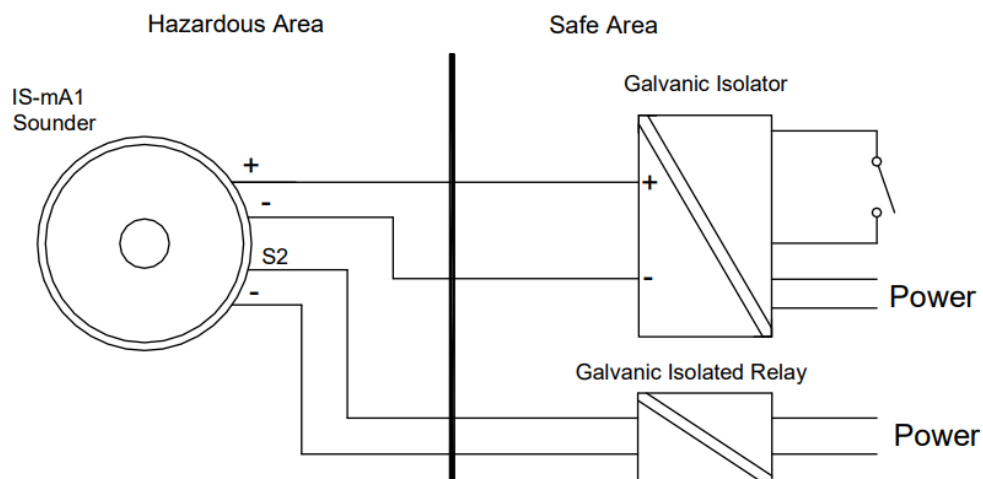 Hazardous Area
Safe Area
IS-mA1
Sounder
Galvanic Isolator
+
-
S2
-
+
-
Power
Galvanic Isolated Relay
Power